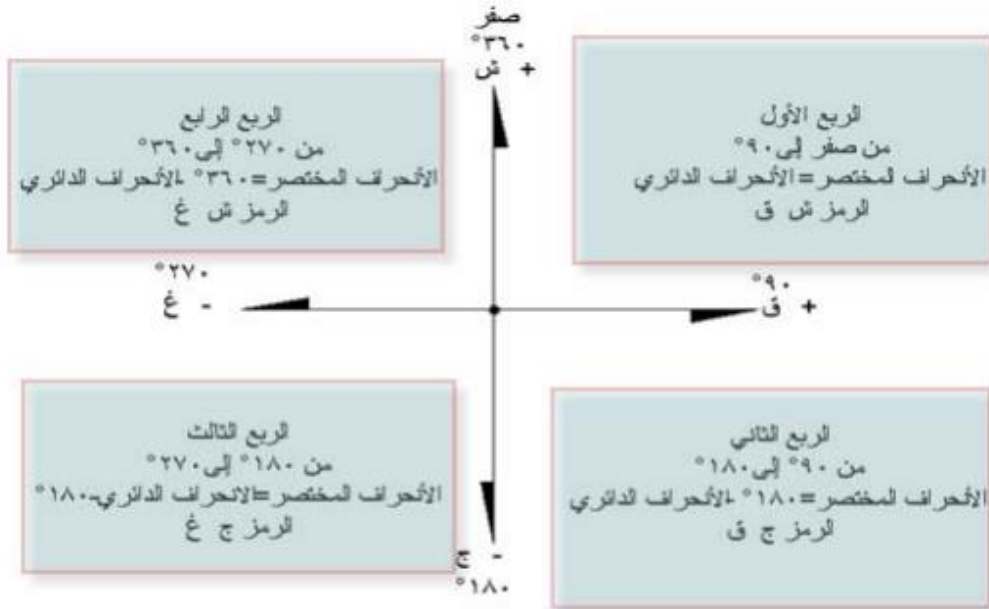 صفر
٣٦٠°
+ ش
الربع الأول
من صفر إلى ٩٠°
الأنحراف المختصر=الأنحراف الدائري
الرمز ش ق
الربع الرابع
من ٢٧٠° إلى ٣٦٠°
الأنحراف المختصر=٣٦٠° -الأنحراف الدائري
الرمز ش غ
٩٠°
+ ق
٢٧٠°
- غ
الربع الثاني
من ٩٠° إلى ١٨٠°
الأنحراف المختصر=١٨٠° -الأنحراف الدائري
الرمز ج ق
الربع الثالث
من ١٨٠° إلى ٢٧٠°
الأنحراف المختصر=الانحراف الدائري-١٨٠°
الرمز ج غ
- ج
١٨٠°